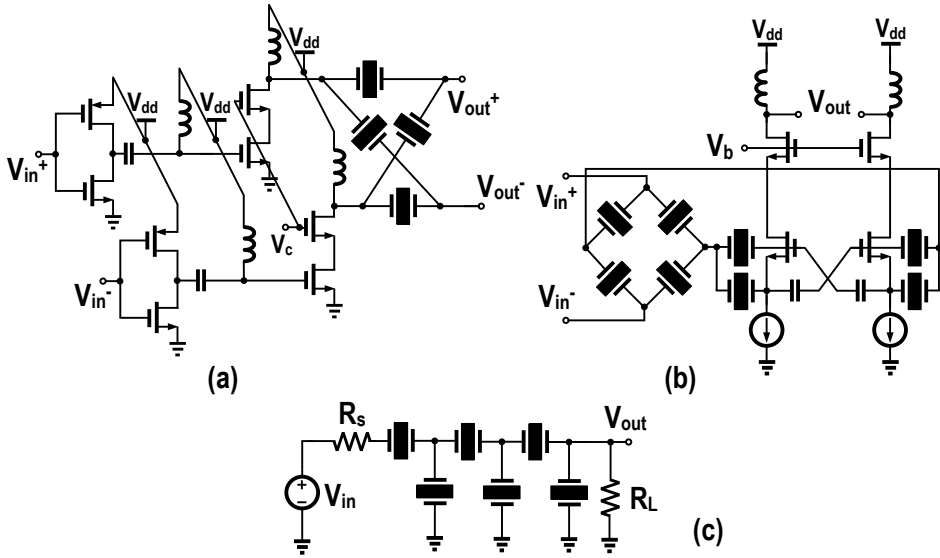 Vdd
Vdd
Vdd
Vin+
Vin-
Vc
Vout+
Vout-
(a)
Vdd
Vdd
Vout
Vb
Vin+
Vin-
(b)
Rs
Vin
+
−
Vout
RL
(c)